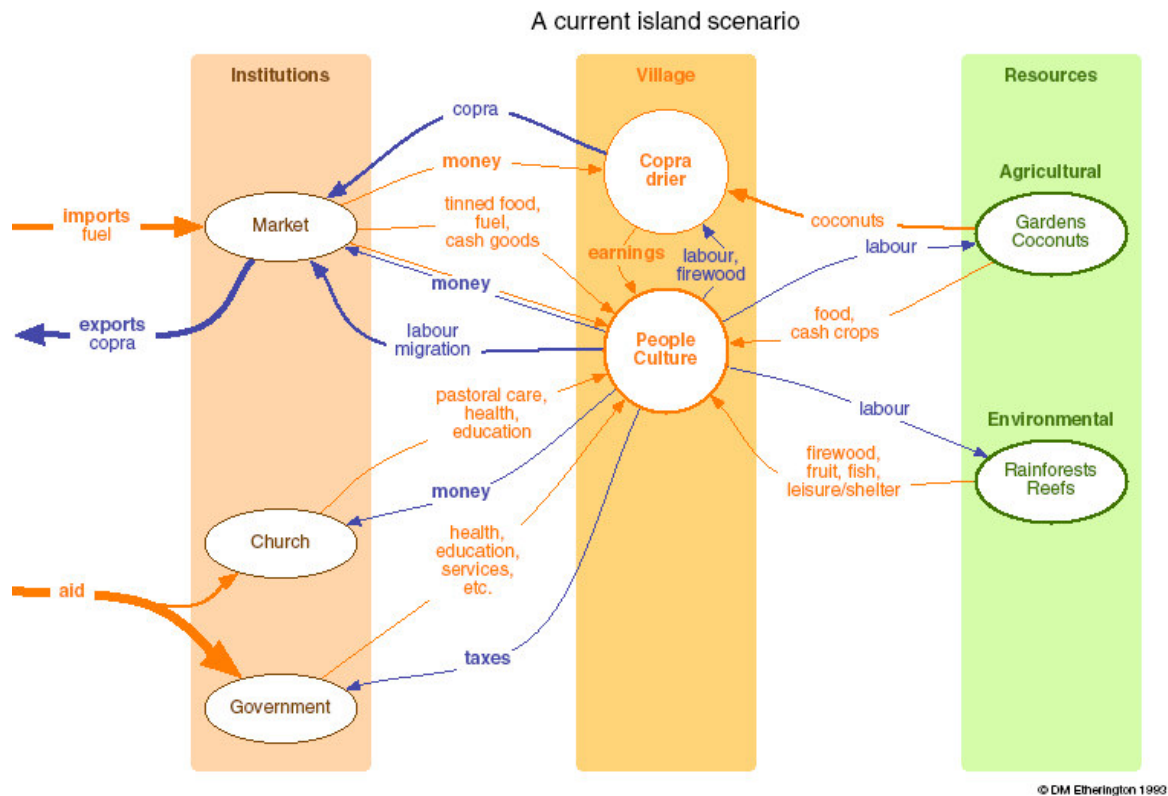 A current island scenario
Institutions
Village
Resources
copra
money
Copra
drier
Agricultural
imports
fuel
Market
tinned food,
fuel,
cash goods
earnings
labour,
firewood
coconuts
labour
Gardens
Coconuts
money
exports
copra
labour
migration
People
Culture
food,
cash crops
pastoral care,
health,
education
labour
Environmental
firewood,
fruit, fish,
leisure/shelter
Rainforests
Reefs
money
Church
health,
education,
services,
etc.
aid
taxes
Government
© DM Etherington 1993